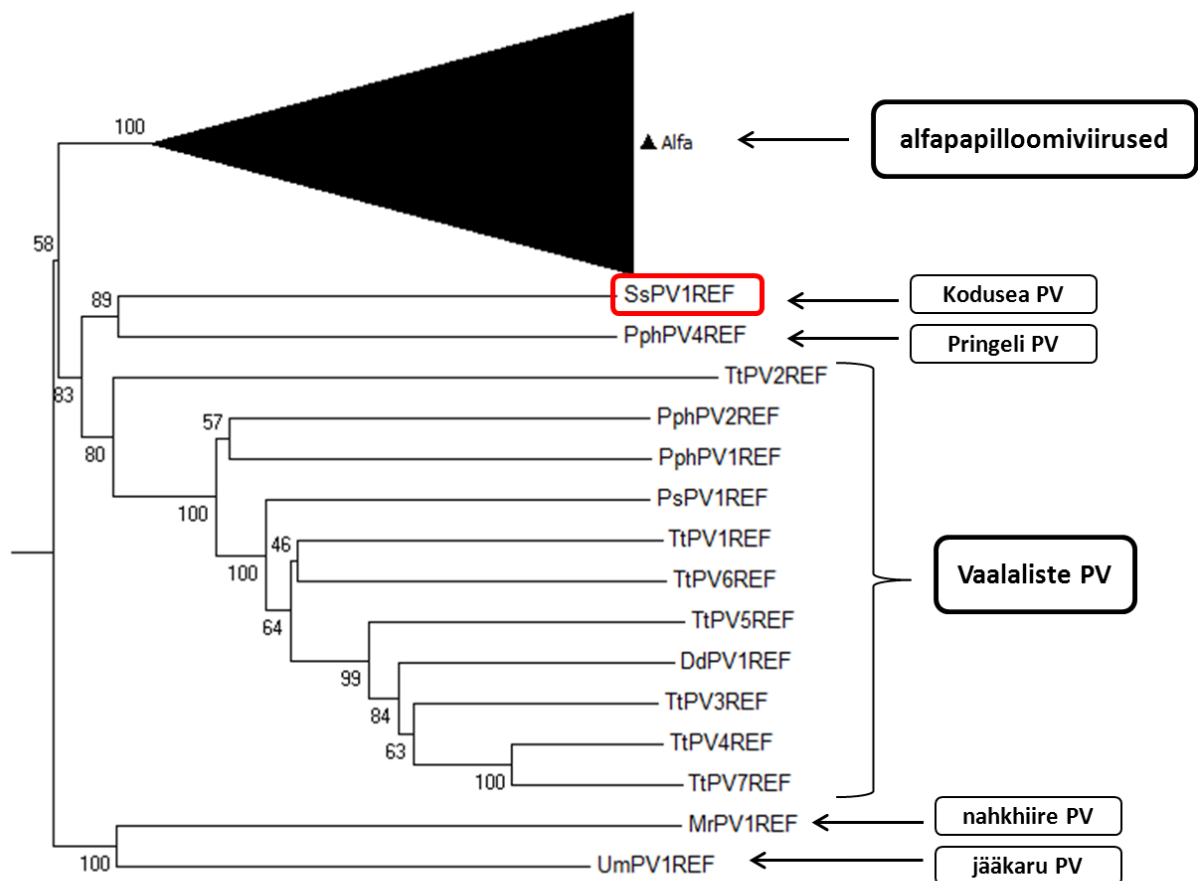 100
▲ Alfa
alfapapilloomiviirused
58
89
SsPV1REF
Kodusea PV
PphPV4REF
Pringeli PV
83
TtPV2REF
57
PphPV2REF
80
PphPV1REF
PsPV1REF
100
46
TtPV1REF
100
TtPV6REF
Vaalaliste PV
64
TtPV5REF
DdPV1REF
99
TtPV3REF
84
TtPV4REF
63
TtPV7REF
100
MrPV1REF
nahkhiire PV
100
UmPV1REF
jääkaru PV